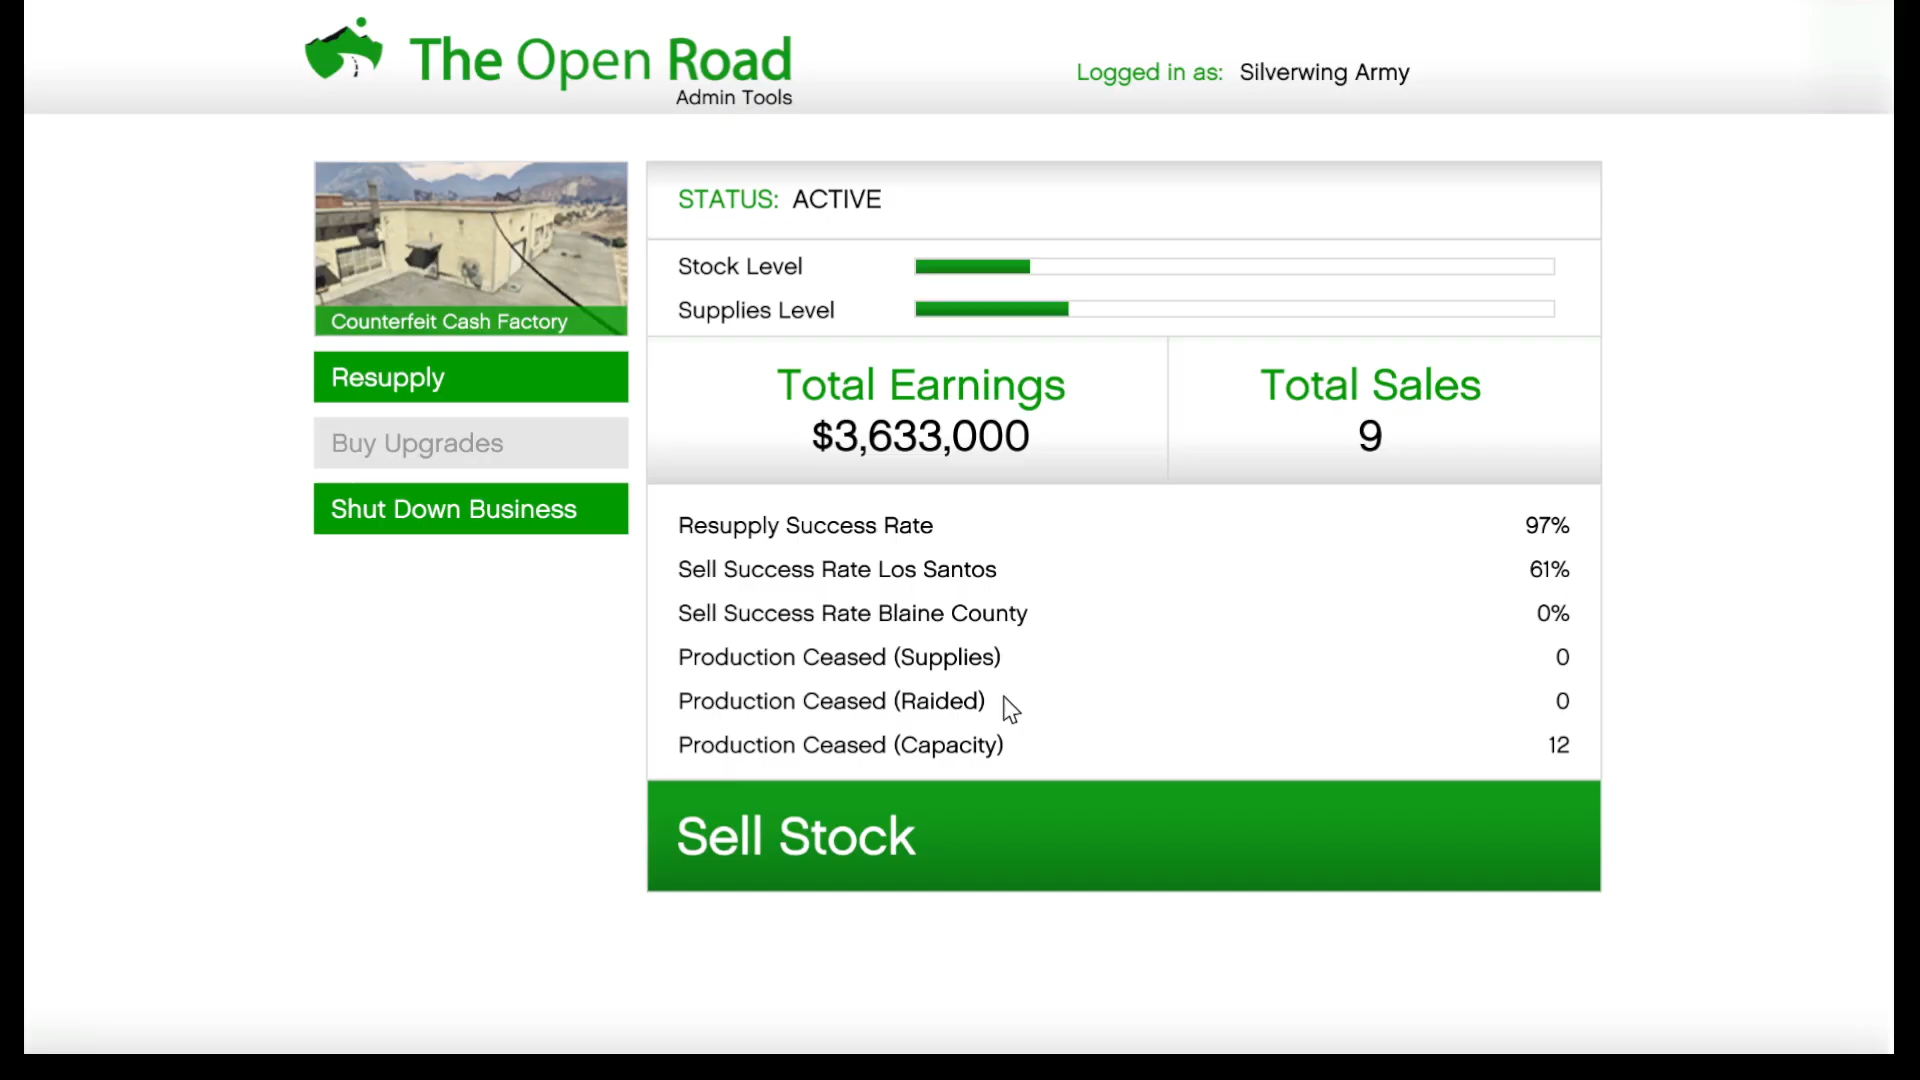 The Open Road
Admin Tools
Logged in as: Silverwing Army
Counterfeit Cash Factory
Resupply
Buy Upgrades
Shut Down Business
STATUS: ACTIVE
Stock Level
Supplies Level
Total Earnings
$3,633,000
Total Sales
9
Resupply Success Rate 97%
Sell Success Rate Los Santos 61%
Sell Success Rate Blaine County 0%
Production Ceased (Supplies) 0
Production Ceased (Raided) 0
Production Ceased (Capacity) 12
Sell Stock